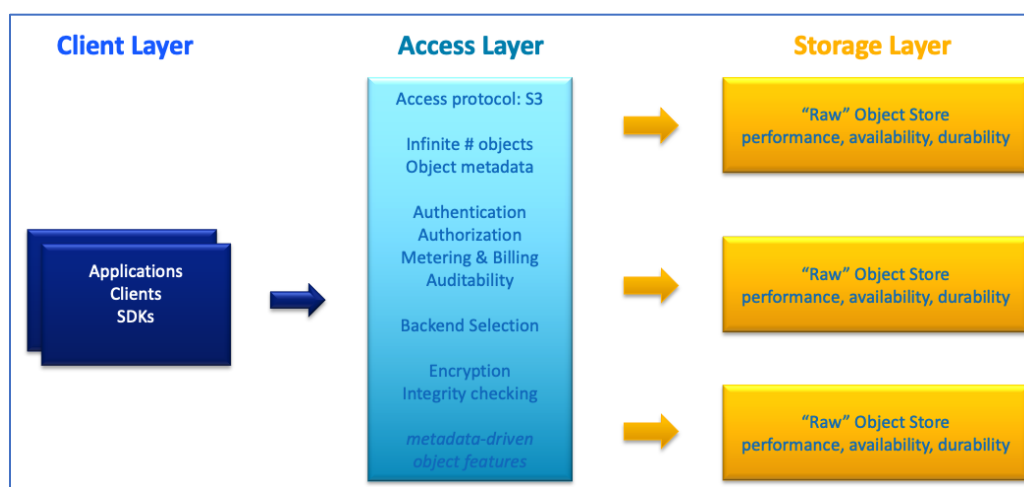 Client Layer
Access Layer
Storage Layer
Applications
Clients
SDKs
Access protocol: S3
Infinite # objects
Object metadata
Authentication
Authorization
Metering & Billing
Auditability
Backend Selection
Encryption
Integrity checking
metadata-driven
object features
“Raw” Object Store
performance, availability, durability
“Raw” Object Store
performance, availability, durability
“Raw” Object Store
performance, availability, durability